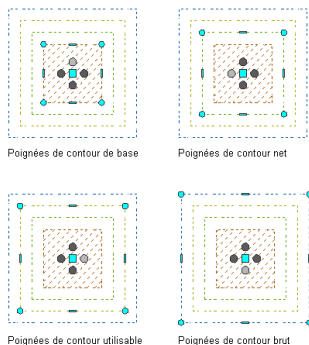 Poignées de contour de base
Poignées de contour net
Poignées de contour utilisable
Poignées de contour brut